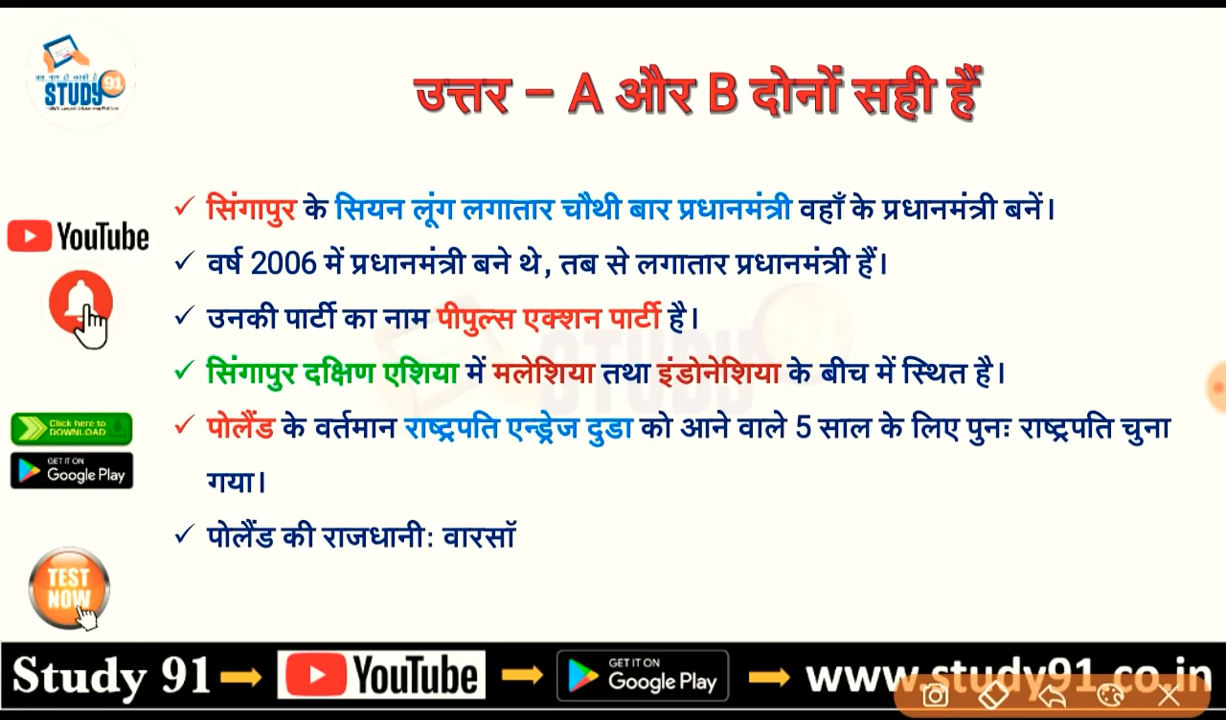 उत्तर – A और B दोनों सही हैं
STUDY 91
✓ सिंगापुर के सियन लूंग लगातार चौथी बार प्रधानमंत्री वहाँ के प्रधानमंत्री बनें।
YouTube
✓ वर्ष 2006 में प्रधानमंत्री बने थे, तब से लगातार प्रधानमंत्री हैं।
✓ उनकी पार्टी का नाम पीपुल्स एक्शन पार्टी है।
✓ सिंगापुर दक्षिण एशिया में मलेशिया तथा इंडोनेशिया के बीच में स्थित है।
✓ पोलैंड के वर्तमान राष्ट्रपति एन्ड्रेज दुडा को आने वाले 5 साल के लिए पुनः राष्ट्रपति चुना
गया।
Click here to
DOWNLOAD
GET IT ON
Google Play
✓ पोलैंड की राजधानी: वारसॉ
TEST
NOW
Study 91 YouTube GET IT ON Google Play www.study91.co.in